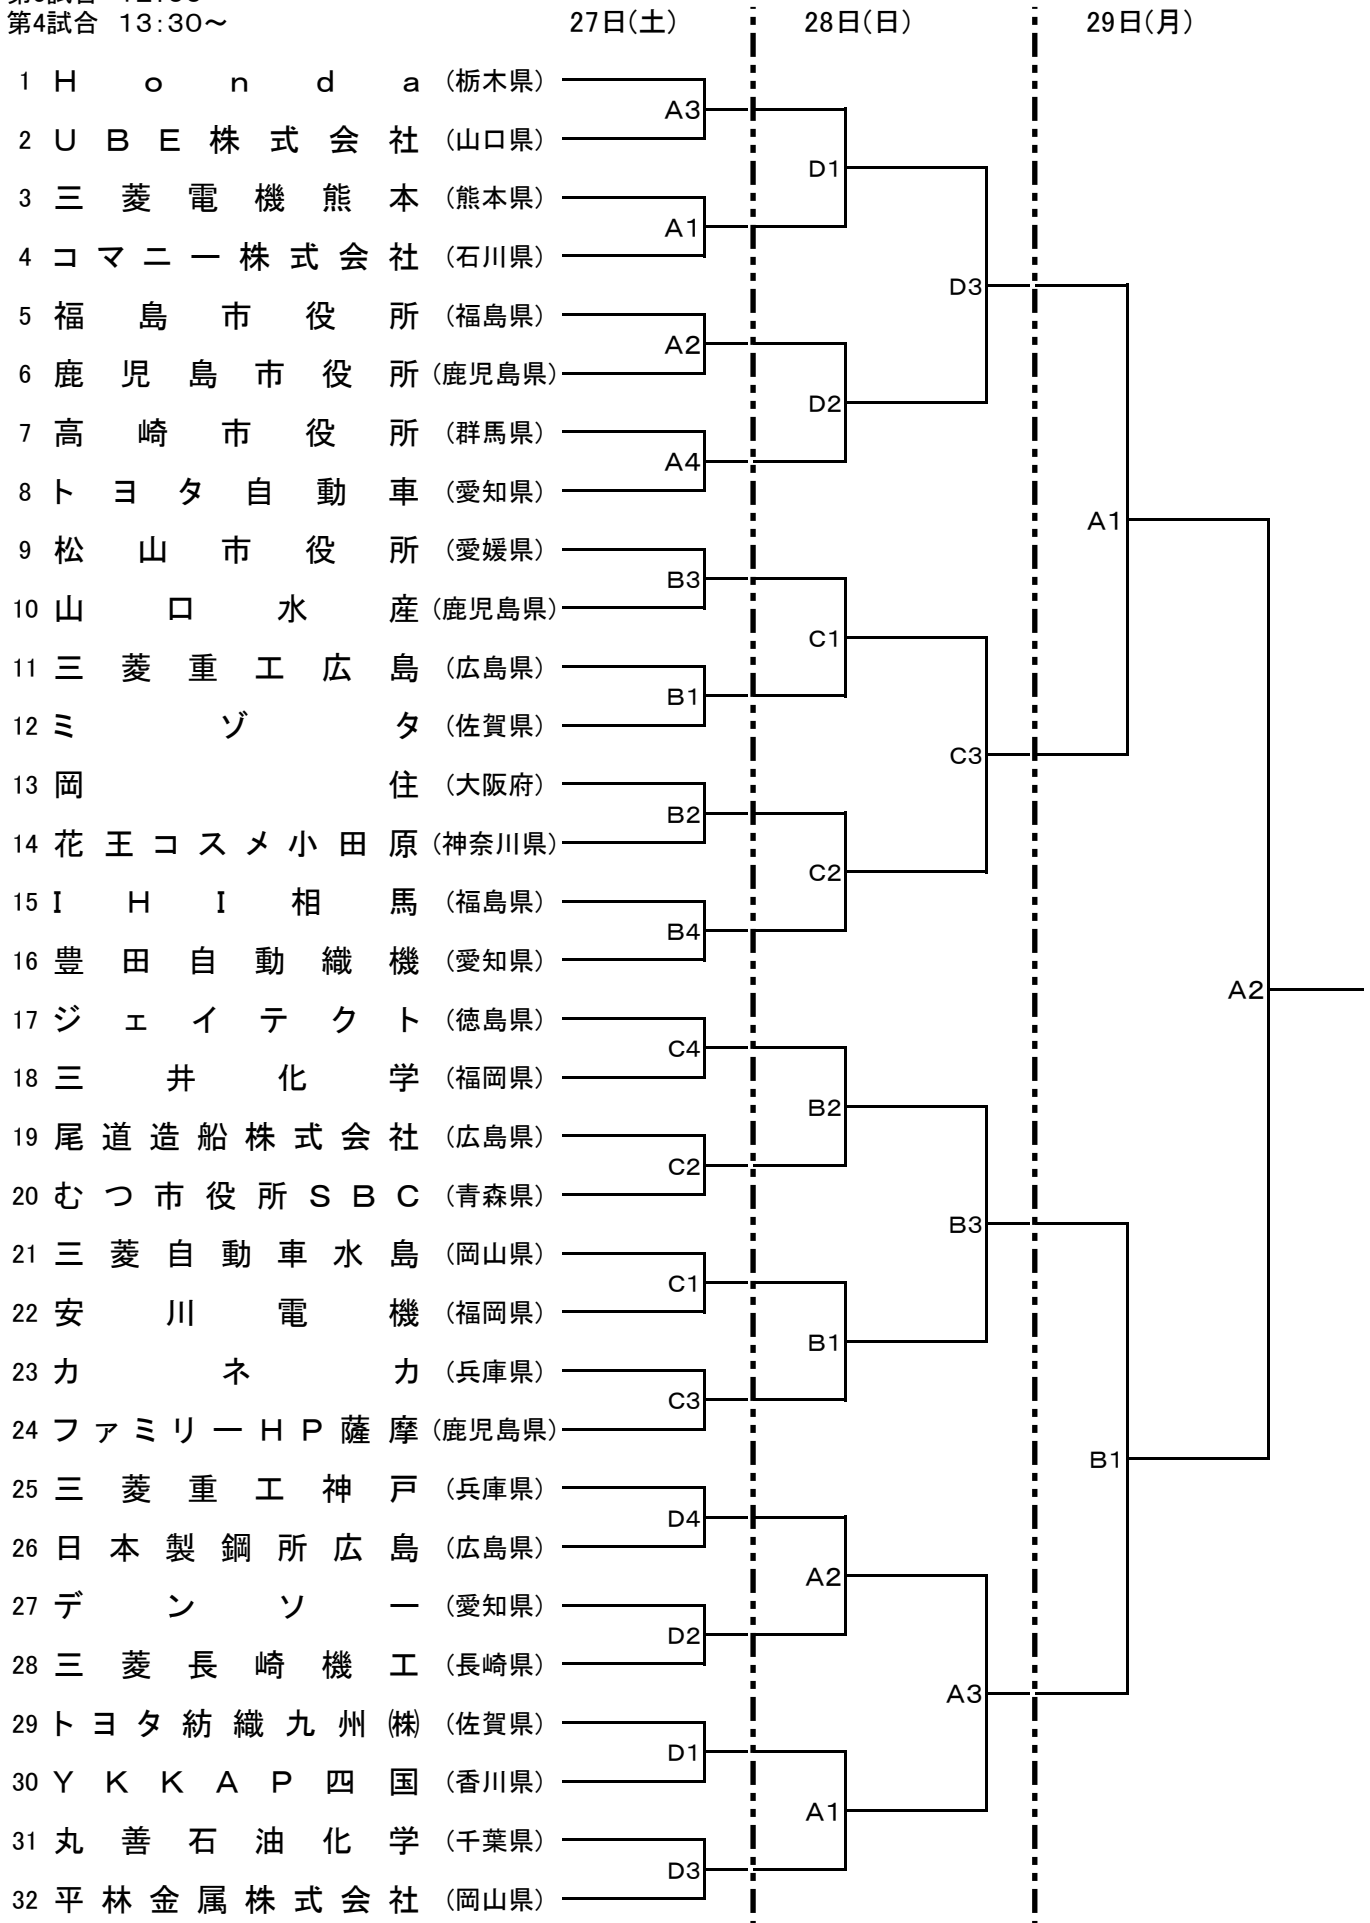 第4試合 13:30～ 27日(土) 28日(日) 29日(月)
1 Honda (栃木県)
A3
2 UBE株式会社 (山口県)
D1
3 三菱電機熊本 (熊本県)
A1
4 コマニー株式会社 (石川県)
D3
5 福島市役所 (福島県)
A2
6 鹿児島市役所 (鹿児島県)
D2
7 高崎市役所 (群馬県)
A4
8 トヨタ自動車 (愛知県)
A1
9 松山市役所 (愛媛県)
B3
10 山口水産 (鹿児島県)
C1
11 三菱重工広島 (広島県)
B1
12 ミゾタ (佐賀県)
C3
13 岡住 (大阪府)
B2
14 花王コスメ小田原 (神奈川県)
C2
15 IHI相馬 (福島県)
B4
16 豊田自動織機 (愛知県)
A2
17 ジェイテクト (徳島県)
C4
18 三井化学 (福岡県)
B2
19 尾道造船株式会社 (広島県)
C2
20 むつ市役所SBC (青森県)
B3
21 三菱自動車水島 (岡山県)
C1
22 安川電機 (福岡県)
B1
23 カネカ (兵庫県)
C3
24 ファミリーHP薩摩 (鹿児島県)
B1
25 三菱重工神戸 (兵庫県)
D4
26 日本製鋼所広島 (広島県)
A2
27 デンソー (愛知県)
D2
28 三菱長崎機工 (長崎県)
A3
29 トヨタ紡織九州㈱ (佐賀県)
D1
30 YKKAP四国 (香川県)
A1
31 丸善石油化学 (千葉県)
D3
32 平林金属株式会社 (岡山県)